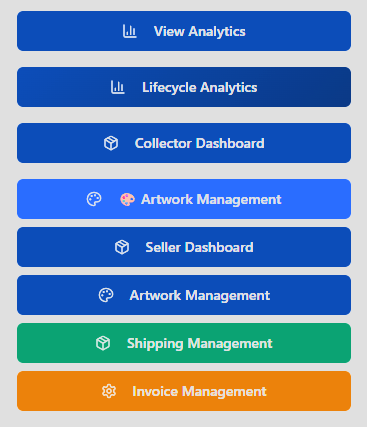 View Analytics
Lifecycle Analytics
Collector Dashboard
🎨 Artwork Management
Seller Dashboard
Artwork Management
Shipping Management
Invoice Management